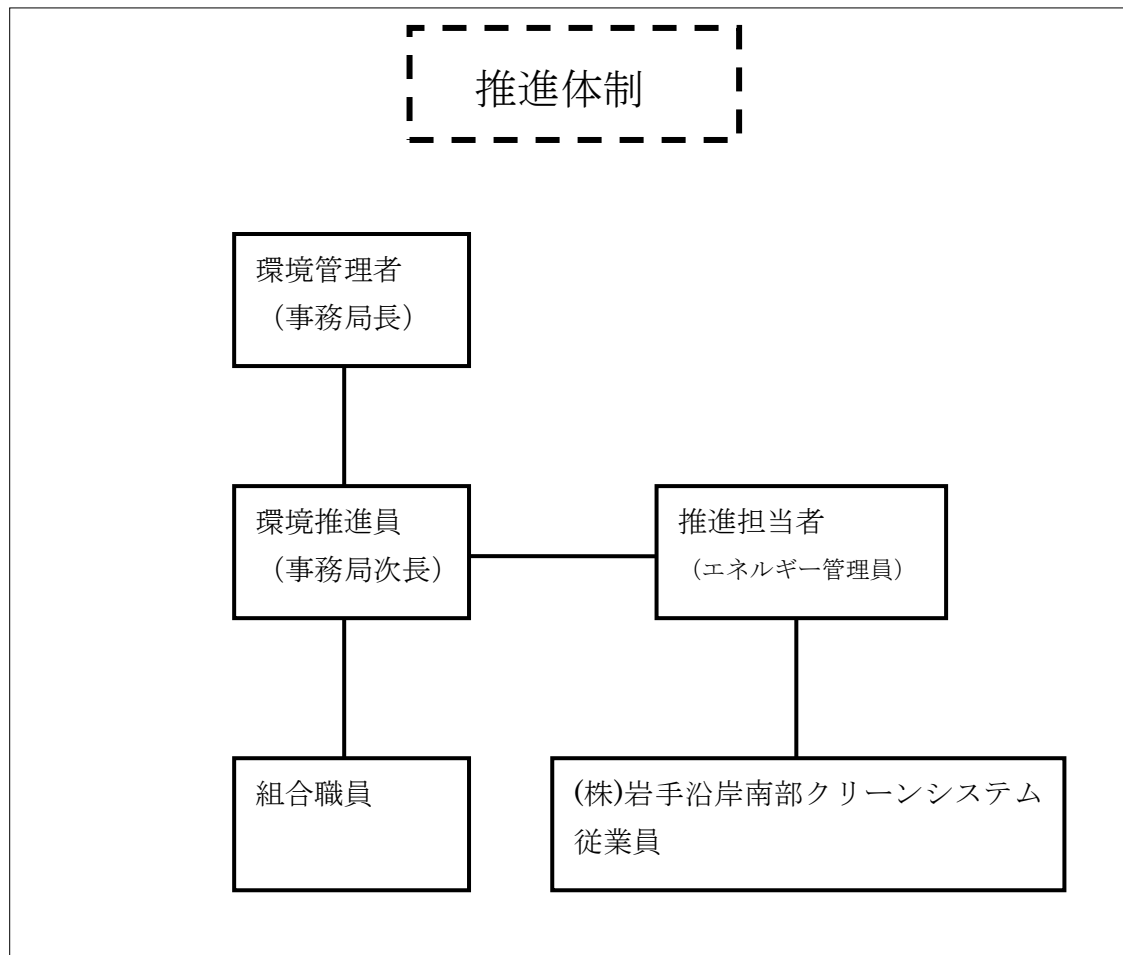 推進体制
環境管理者
（事務局長）
環境推進員
（事務局次長）
推進担当者
（エネルギー管理員）
組合職員
(株)岩手沿岸南部クリーンシステム
従業員